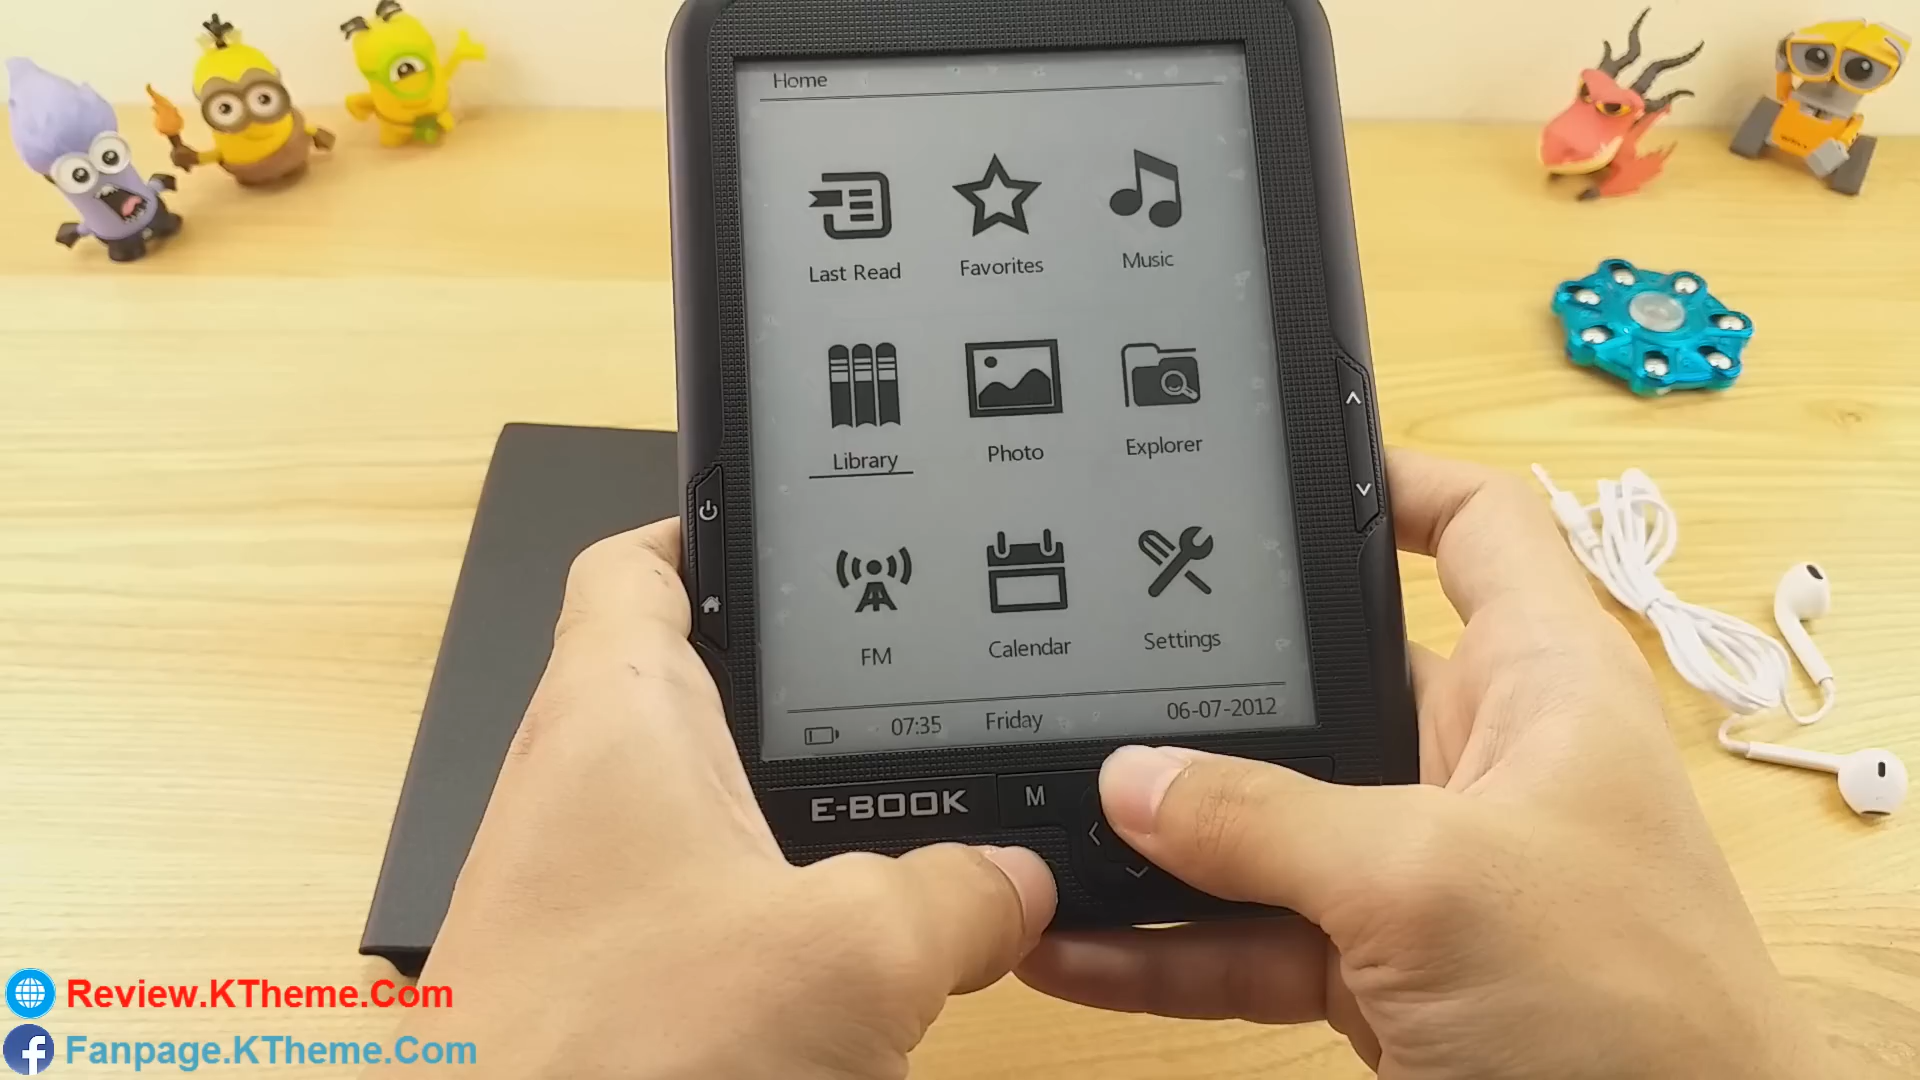 Home
Last Read
Favorites
Music
Library
Photo
Explorer
FM
Calendar
Settings
07:35
Friday
06-07-2012
E-BOOK
M
Review.KTheme.Com
Fanpage.KTheme.Com